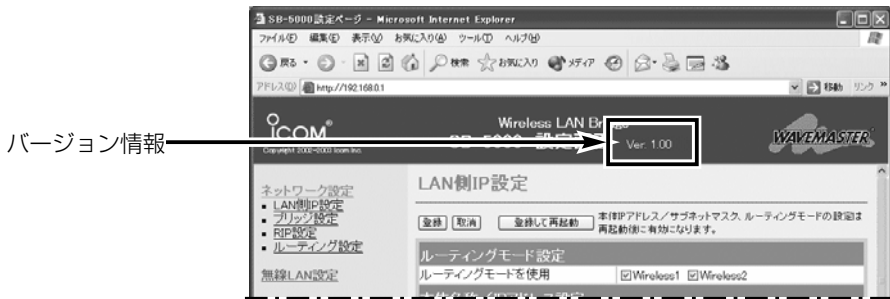 SB-5000設定ページ - Microsoft Internet Explorer
ファイル(F) 編集(E) 表示(V) お気に入り(A) ツール(T) ヘルプ(H)
戻る 検索 お気に入り メディア
アドレス(D) http://192.168.0.1 移動 リンク »
バージョン情報
ICOM®
Copyright 2002-2003 Icom Inc.
Wireless LAN
SB-5000
Ver. 1.00
WAVEMASTER
ネットワーク設定
▪ LAN側IP設定
▪ ブリッジ設定
▪ RIP設定
▪ ルーティング設定
無線LAN設定
LAN側IP設定
登録 取消 登録して再起動 本体IPアドレス/サブネットマスク、ルーティングモードの設定は
再起動後に有効になります。
ルーティングモード設定
ルーティングモードを使用 ☑Wireless1 ☑Wireless2